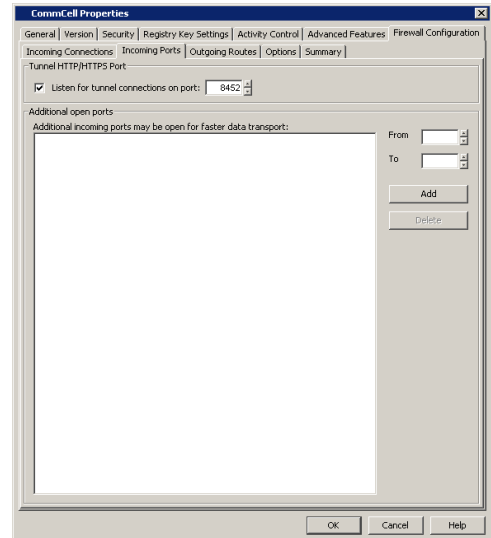 CommCell Properties
General Version Security Registry Key Settings Activity Control Advanced Features Firewall Configuration
Incoming Connections Incoming Ports Outgoing Routes Options Summary
Tunnel HTTP/HTTPS Port
Listen for tunnel connections on port: 8452
Additional open ports
Additional incoming ports may be open for faster data transport:
From
To
Add
Delete
OK Cancel Help